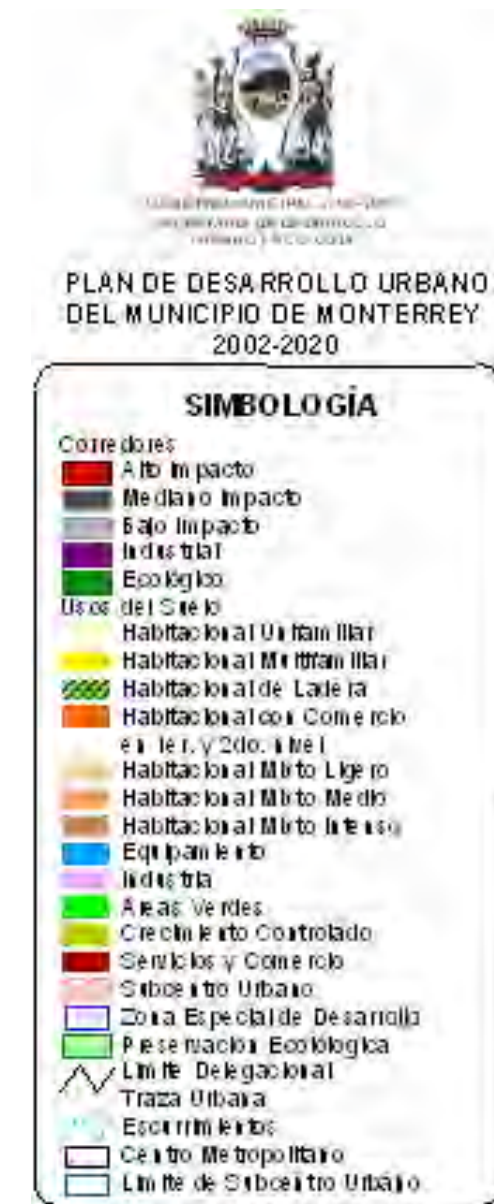 PLAN DE DESARROLLO URBANO
DEL MUNICIPIO DE MONTERREY
2002-2020
SIMBOLOGÍA
Corredores
Alto Impacto
Mediano Impacto
Bajo Impacto
Industrial
Ecológico
Usos del Suelo
Habitacional Unifamiliar
Habitacional Multifamiliar
Habitacional de Ladera
Habitacional con Comercio
en 1er. y 2do. nivel
Habitacional Mixto Ligero
Habitacional Mixto Medio
Habitacional Mixto Intenso
Equipamiento
Industria
Areas Verdes
Crecimiento Controlado
Servicios y Comercio
Subcentro Urbano
Zona Especial de Desarrollo
Preservación Ecolologica
Limite Delegacional
Traza Urbana
Escurrimientos
Centro Metropolitano
Limite de Subcentro Urbano